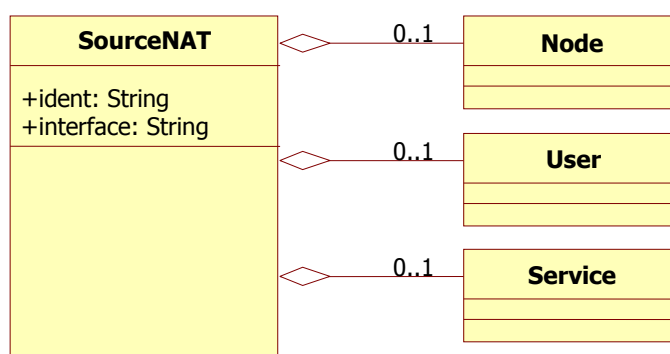 SourceNAT
+ident: String
+interface: String
0..1
Node
0..1
User
0..1
Service